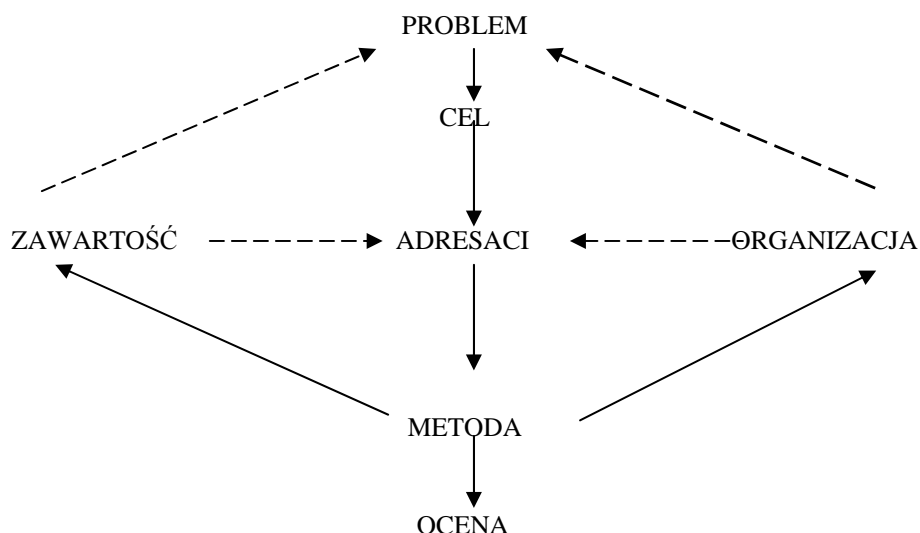 PROBLEM
CEL
ZAWARTOŚĆ ADRESACI ORGANIZACJA
METODA
OCENA